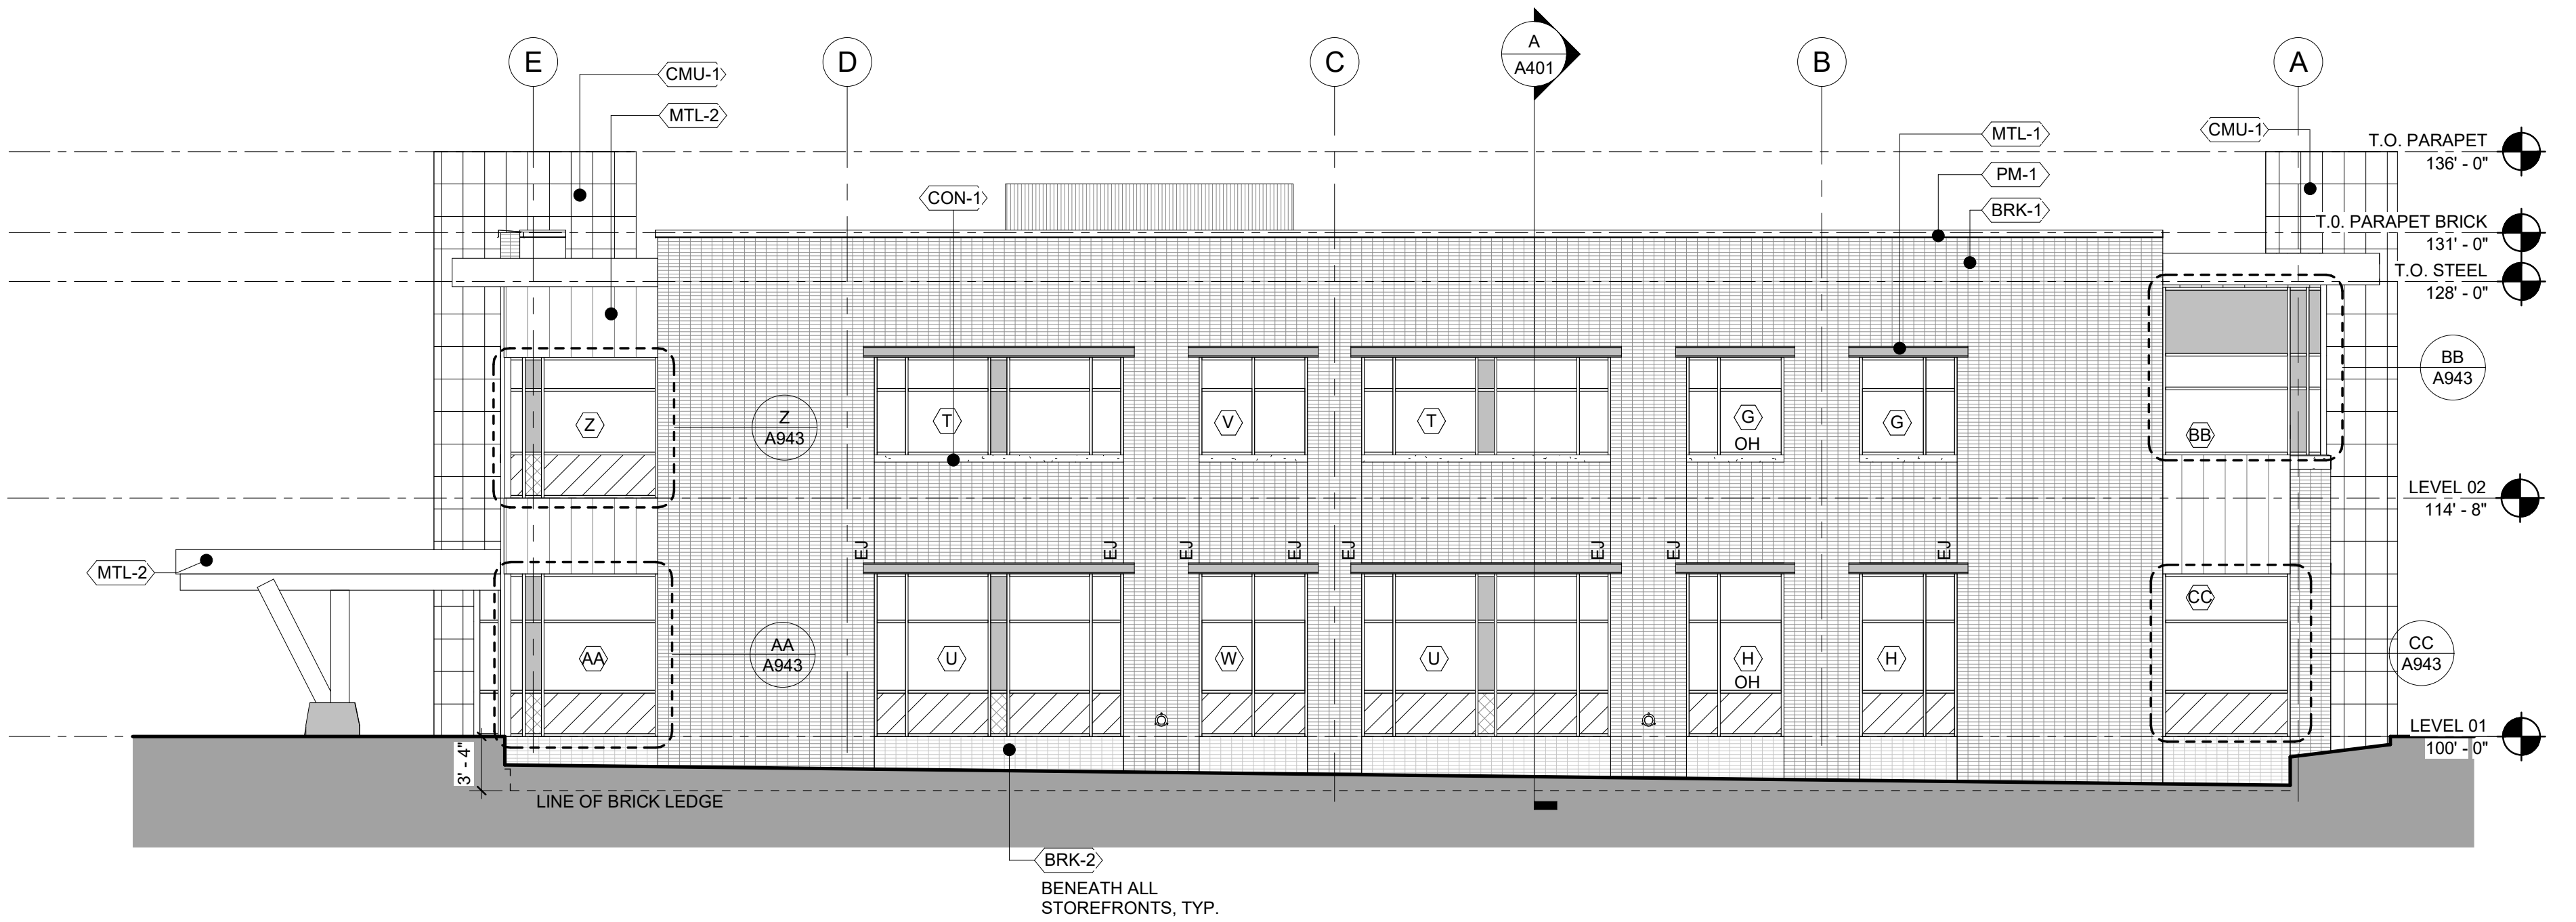 E
D
C
A
A401
B
A
CMU-1
MTL-2
MTL-1
CMU-1
T.O. PARAPET
136' - 0"
PM-1
CON-1
BRK-1
T.0. PARAPET BRICK
131' - 0"
T.O. STEEL
128' - 0"
BB
A943
Z
A943
Z
T
V
T
G
OH
G
BB
LEVEL 02
114' - 8"
EJ
EJ
EJ
EJ
EJ
EJ
EJ
EJ
MTL-2
CC
AA
A943
AA
U
W
U
H
OH
H
CC
A943
LEVEL 01
100' - 0"
3' - 4"
LINE OF BRICK LEDGE
BRK-2
BENEATH ALL
STOREFRONTS, TYP.